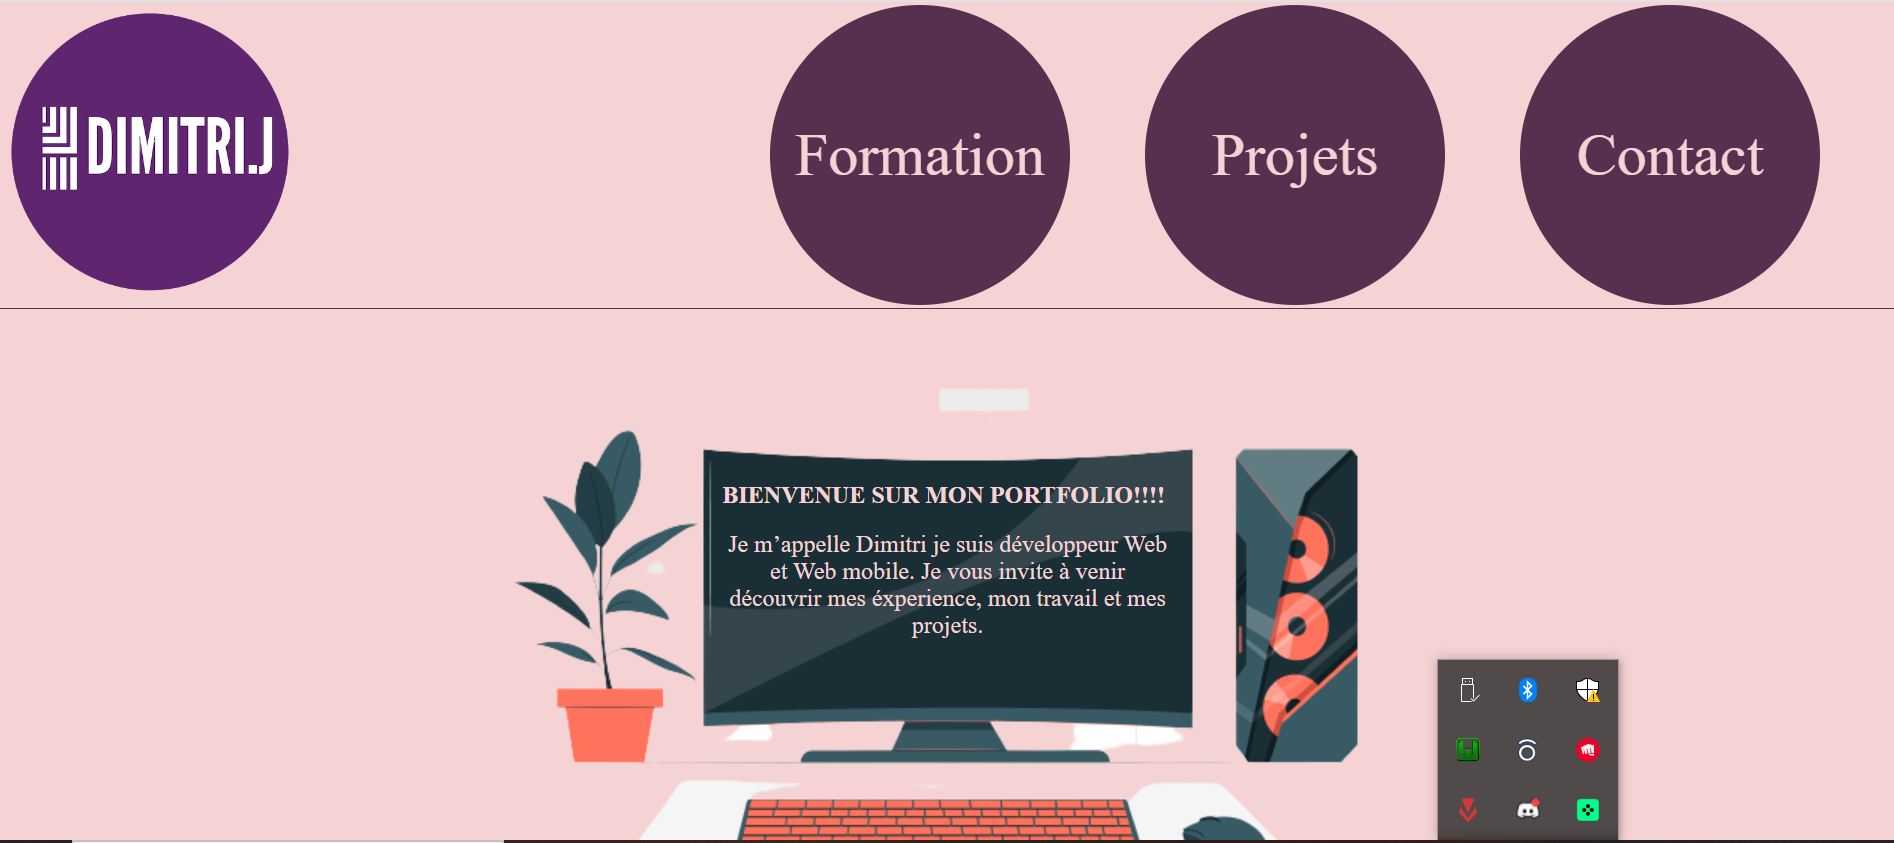 DIMITRI.J
Formation
Projets
Contact
BIENVENUE SUR MON PORTFOLIO!!!!
Je m’appelle Dimitri je suis développeur Web
et Web mobile. Je vous invite à venir
découvrir mes éxperience, mon travail et mes
projets.